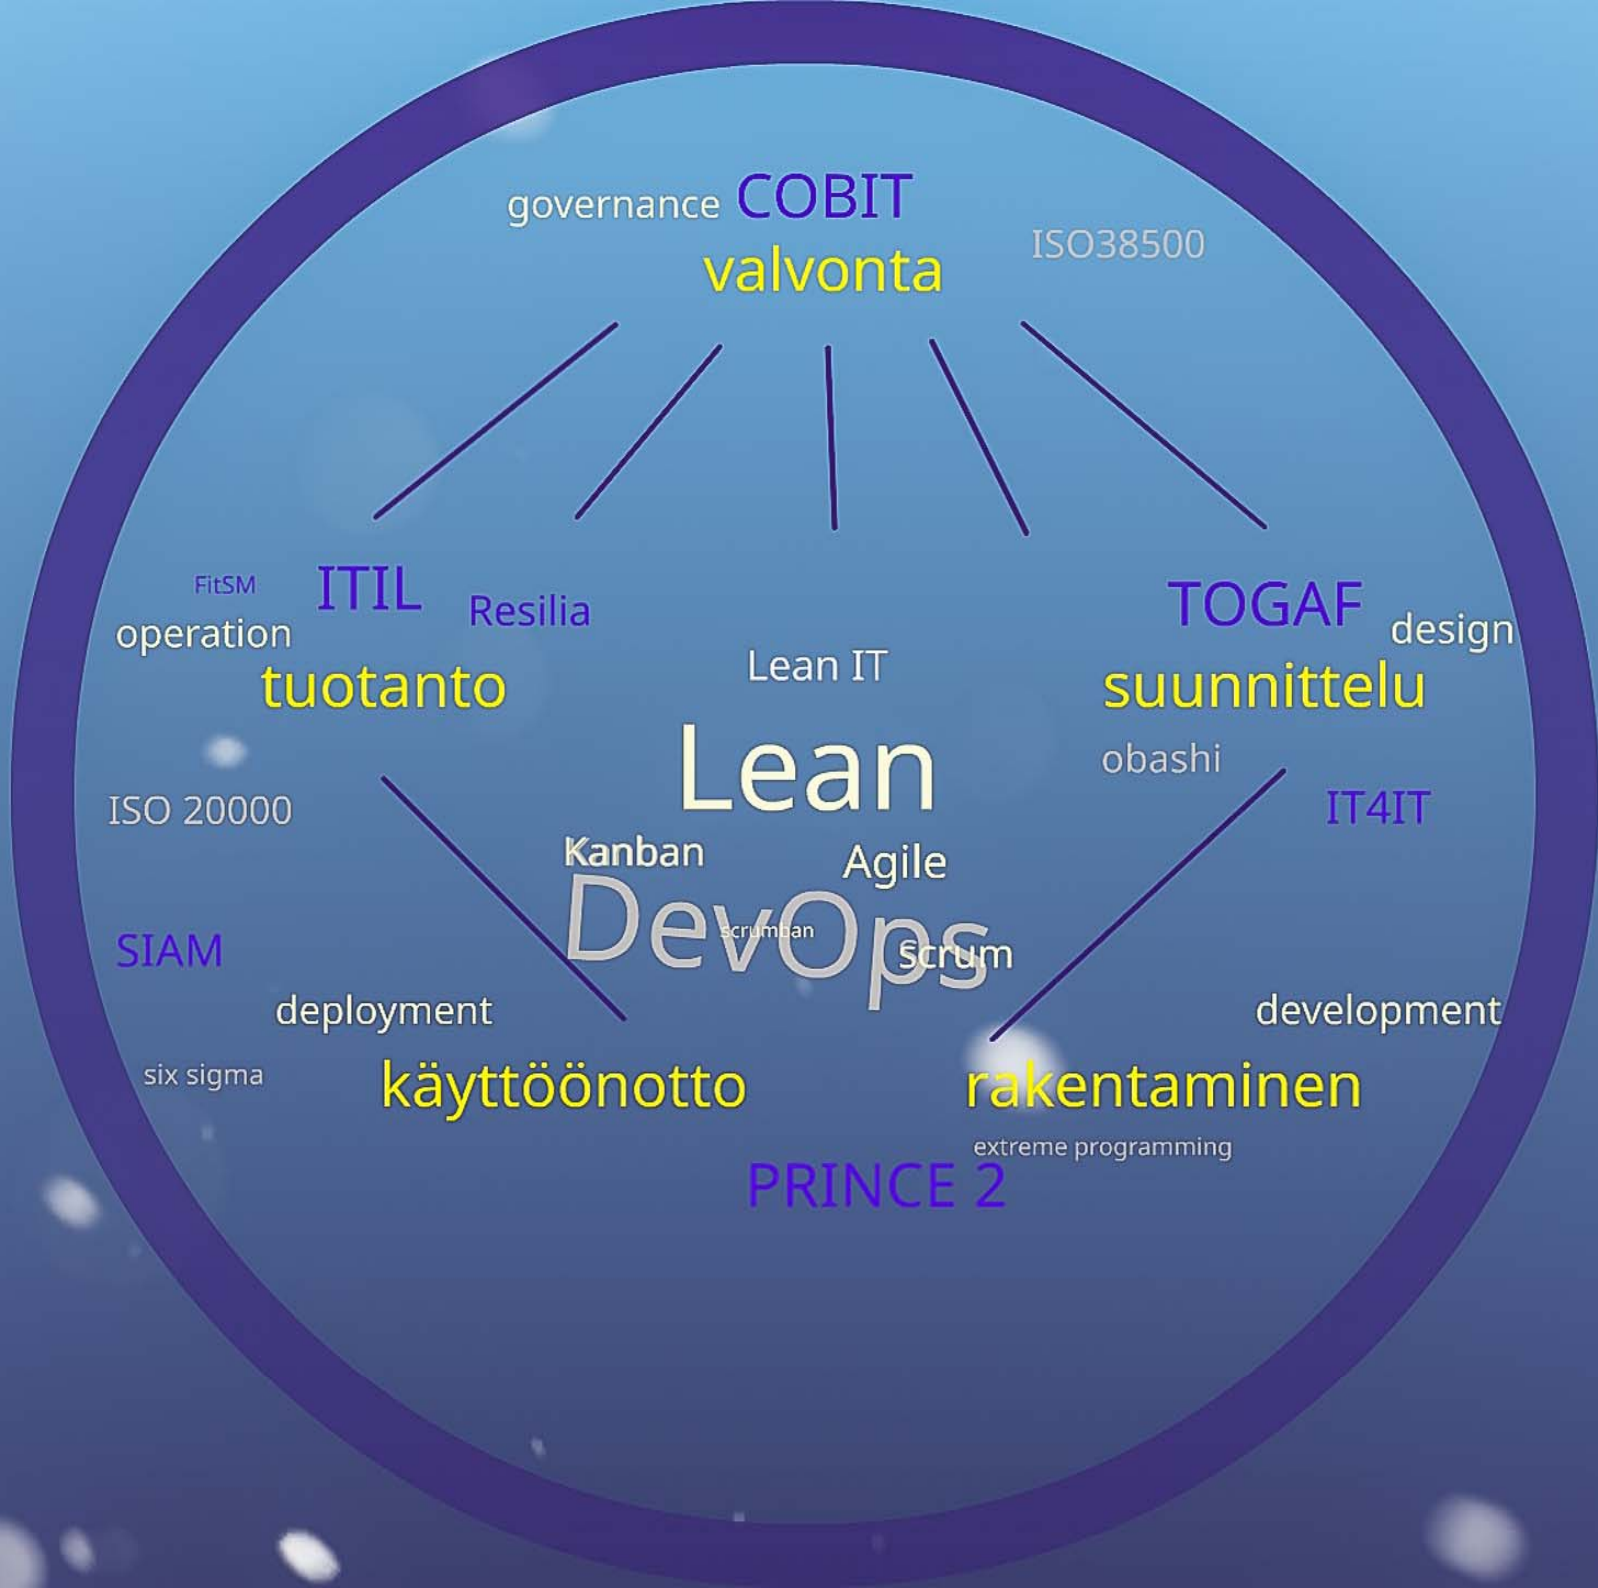 governance COBIT
ISO38500
valvonta
FitSM ITIL Resilia
operation
tuotanto
TOGAF
design
suunnittelu
Lean IT
Lean
obashi
IT4IT
ISO 20000
Kanban
Agile
DevOps
scrumban
scrum
SIAM
deployment
development
six sigma
käyttöönotto
rakentaminen
extreme programming
PRINCE 2